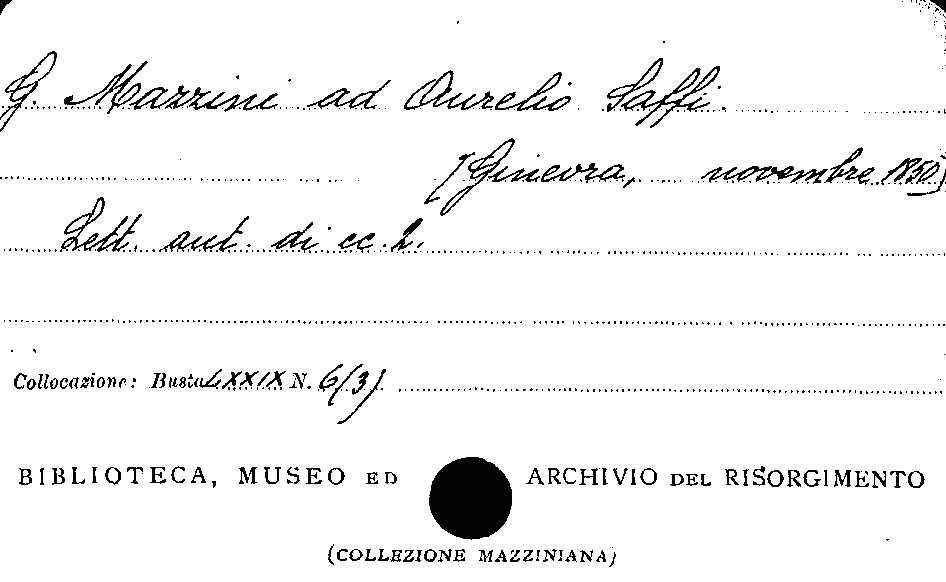 G. Mazzini ad Aurelio Saffi.
[Ginevra, novembre 1850]
Lett. aut. di cc. 2.
Collocazione: Busta LXXIX N. 6(3)
BIBLIOTECA, MUSEO ED ARCHIVIO DEL RISORGIMENTO
(COLLEZIONE MAZZINIANA)